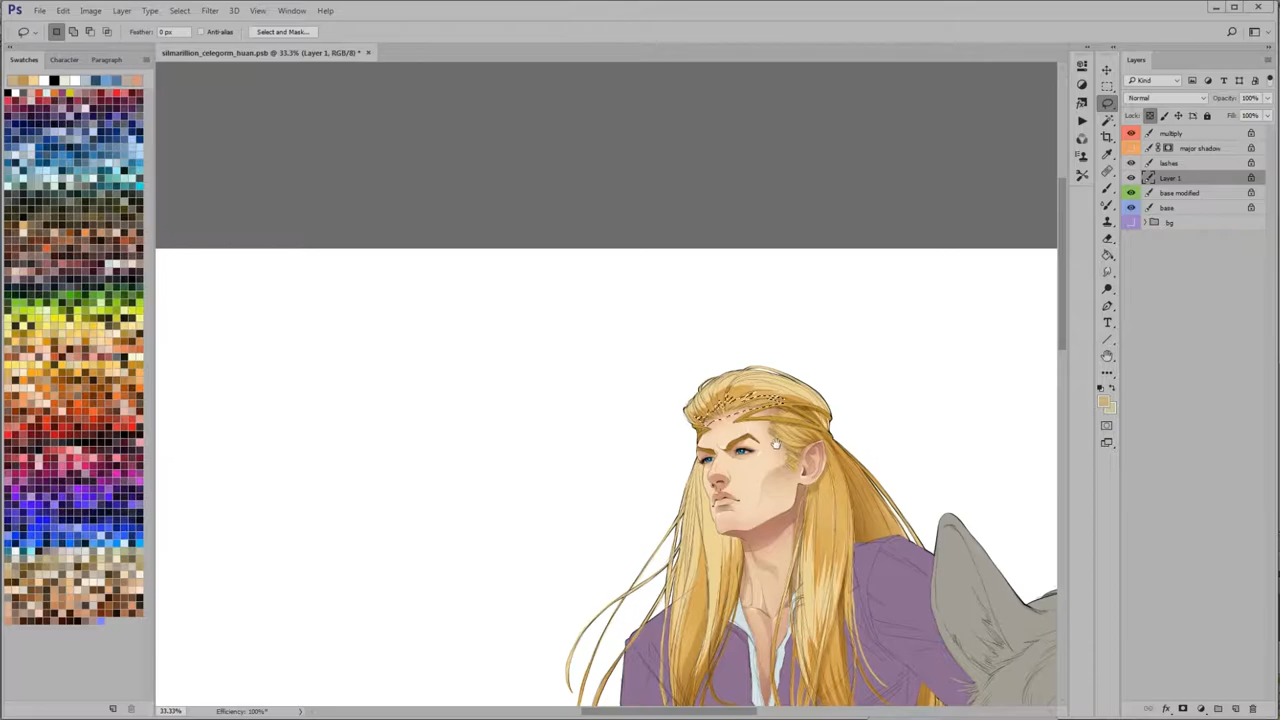 Ps File Edit Image Layer Type Select Filter 3D View Window Help
Feather: 0 px Anti-alias Select and Mask...
silmarillion_celegorm_huan.psb @ 33.3% (Layer 1, RGB/8) * ×
Swatches Character Paragraph
Layers
Kind
Normal Opacity: 100%
Lock: Fill: 100%
multiply
major shadow
lashes
Layer 1
base modified
base
bg
33.33% Efficiency: 100%*